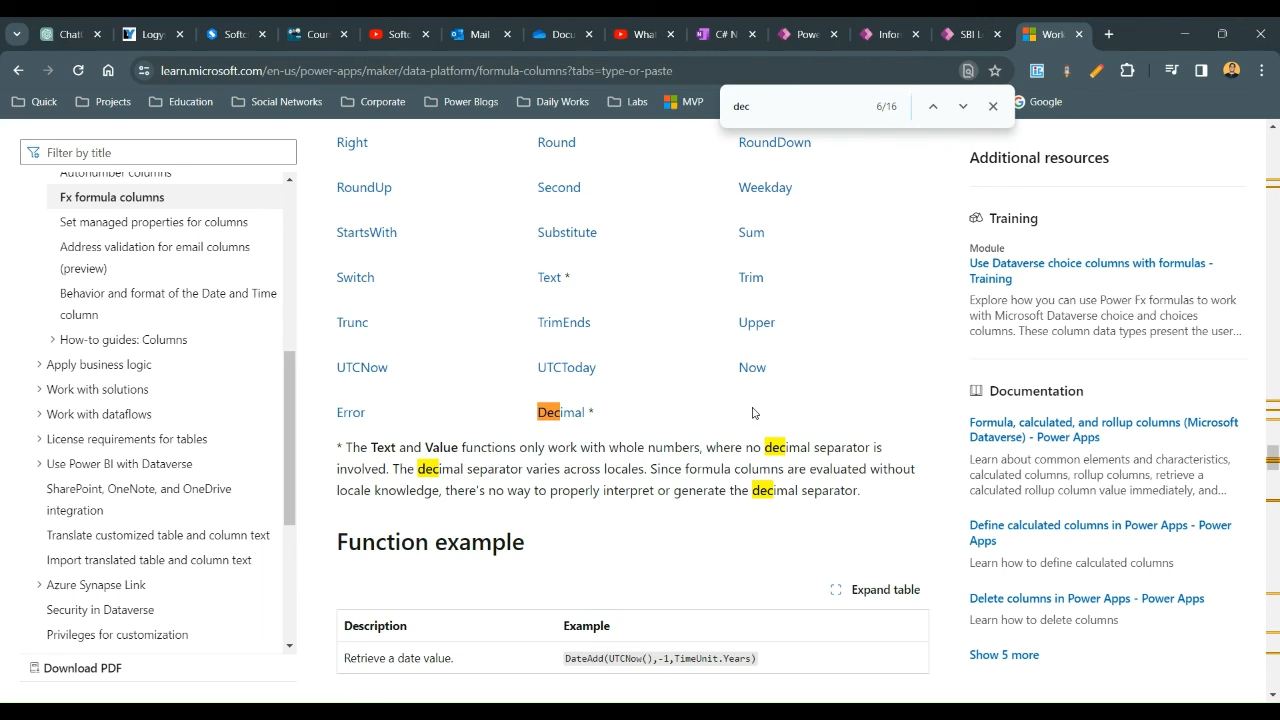 Chat
Logy
Softc
Cou
Softc
Mail
Docu
Wha
C# N
Powe
Infor
SBI L
Work
learn.microsoft.com/en-us/power-apps/maker/data-platform/formula-columns?tabs=type-or-paste
Quick
Projects
Education
Social Networks
Corporate
Power Blogs
Daily Works
Labs
MVP
dec
6/16
Google
Filter by title
Autonumber columns
Fx formula columns
Set managed properties for columns
Address validation for email columns
(preview)
Behavior and format of the Date and Time
column
How-to guides: Columns
Apply business logic
Work with solutions
Work with dataflows
License requirements for tables
Use Power BI with Dataverse
SharePoint, OneNote, and OneDrive
integration
Translate customized table and column text
Import translated table and column text
Azure Synapse Link
Security in Dataverse
Privileges for customization
Download PDF
Right Round RoundDown
RoundUp Second Weekday
StartsWith Substitute Sum
Switch Text * Trim
Trunc TrimEnds Upper
UTCNow UTCToday Now
Error Decimal *
* The Text and Value functions only work with whole numbers, where no decimal separator is
involved. The decimal separator varies across locales. Since formula columns are evaluated without
locale knowledge, there's no way to properly interpret or generate the decimal separator.
Function example
Expand table
Description Example
Retrieve a date value. DateAdd(UTCNow(),-1,TimeUnit.Years)
Additional resources
Training
Module
Use Dataverse choice columns with formulas -
Training
Explore how you can use Power Fx formulas to work
with Microsoft Dataverse choice and choices
columns. These column data types present the user...
Documentation
Formula, calculated, and rollup columns (Microsoft
Dataverse) - Power Apps
Learn about common elements and characteristics,
calculated columns, rollup columns, retrieve a
calculated rollup column value immediately, and...
Define calculated columns in Power Apps - Power
Apps
Learn how to define calculated columns
Delete columns in Power Apps - Power Apps
Learn how to delete columns
Show 5 more